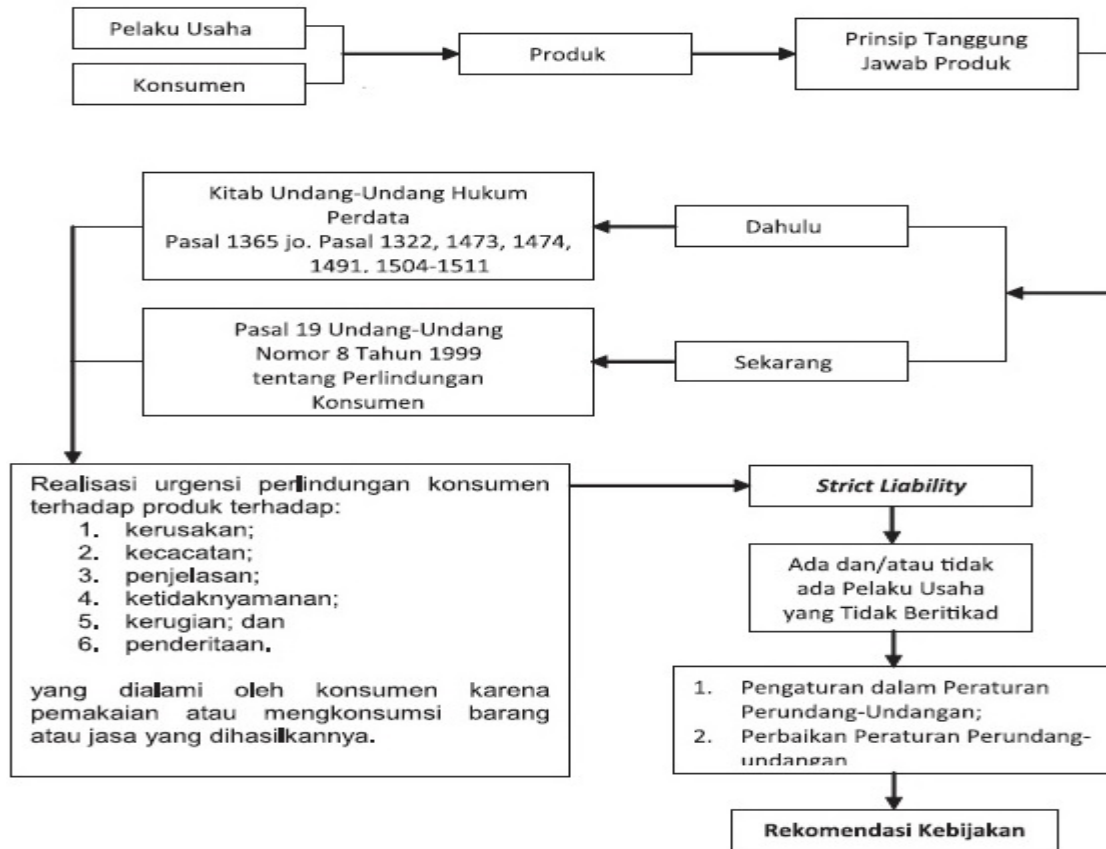 Pelaku Usaha
Konsumen
Produk
Prinsip Tanggung
Jawab Produk
Kitab Undang-Undang Hukum
Perdata
Pasal 1365 jo. Pasal 1322, 1473, 1474,
1491. 1504-1511
Dahulu
Pasal 19 Undang-Undang
Nomor 8 Tahun 1999
tentang Perlindungan
Konsumen
Sekarang
Realisasi urgensi perlindungan konsumen
terhadap produk terhadap:
1. kerusakan;
2. kecacatan;
3. penjelasan;
4. ketidaknyamanan;
5. kerugian; dan
6. penderitaan.
yang dialami oleh konsumen karena
pemakaian atau mengkonsumsi barang
atau jasa yang dihasilkannya.
Strict Liability
Ada dan/atau tidak
ada Pelaku Usaha
yang Tidak Beritikad
1. Pengaturan dalam Peraturan
Perundang-Undangan;
2. Perbaikan Peraturan Perundang-
undangan
Rekomendasi Kebijakan